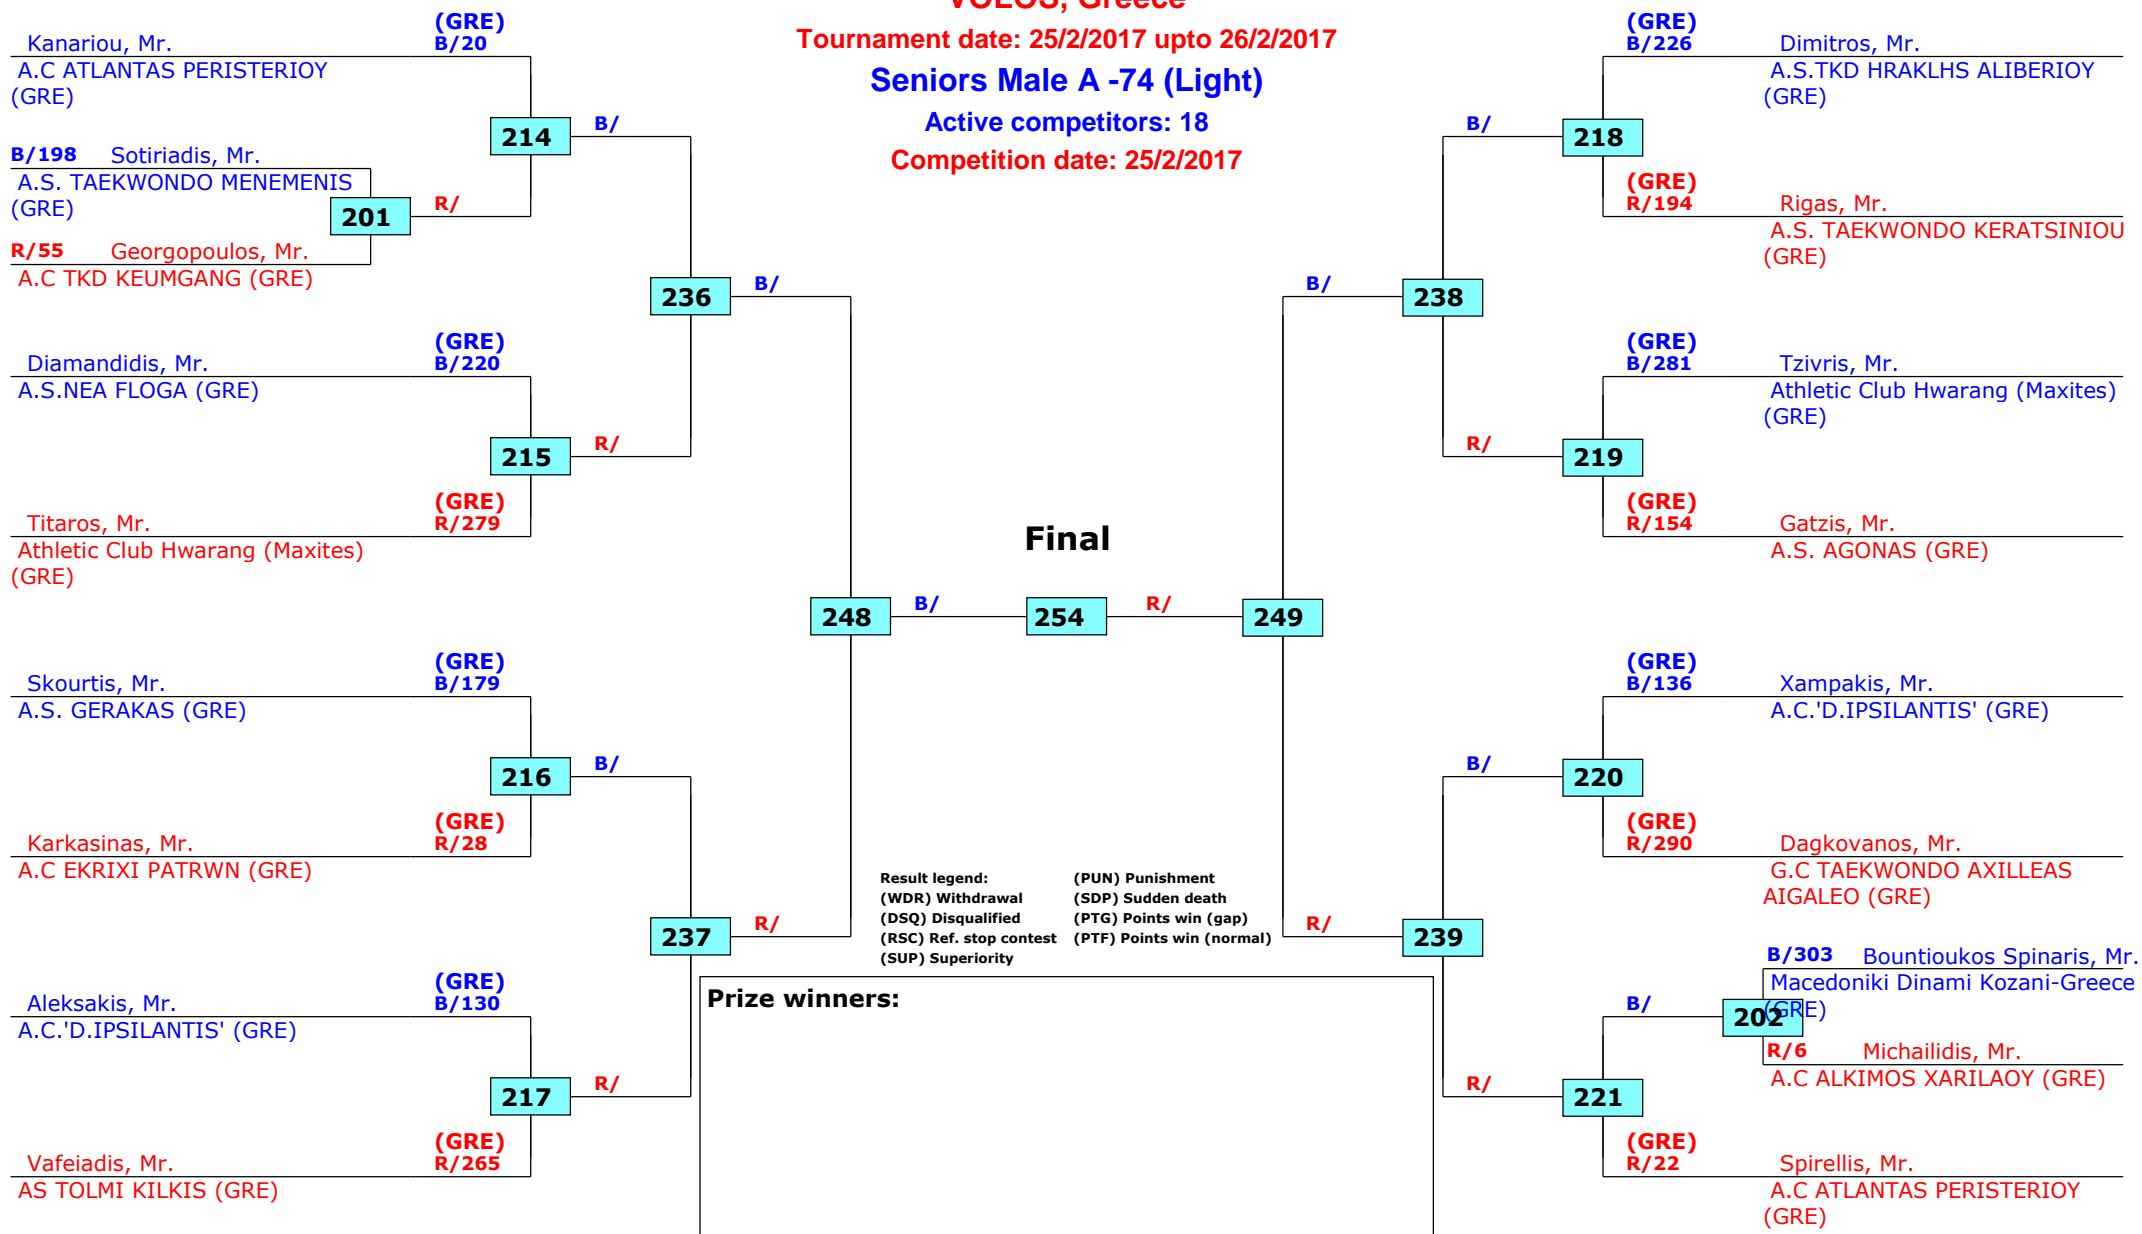 VOLOS, Greece
Tournament date: 25/2/2017 upto 26/2/2017
Seniors Male A -74 (Light)
Active competitors: 18
Competition date: 25/2/2017
(GRE)
Kanariou, Mr. B/20
A.C ATLANTAS PERISTERIOY
(GRE)
214
B/
B/198 Sotiriadis, Mr.
A.S. TAEKWONDO MENEMENIS
(GRE)
201
R/
R/55 Georgopoulos, Mr.
A.C TKD KEUMGANG (GRE)
236
B/
(GRE)
Diamandidis, Mr. B/220
A.S.NEA FLOGA (GRE)
215
R/
(GRE)
Titaros, Mr. R/279
Athletic Club Hwarang (Maxites)
(GRE)
248
B/
(GRE)
Skourtis, Mr. B/179
A.S. GERAKAS (GRE)
216
B/
(GRE)
Karkasinas, Mr. R/28
A.C EKRIXI PATRWN (GRE)
237
R/
(GRE)
Aleksakis, Mr. B/130
A.C.'D.IPSILANTIS' (GRE)
217
R/
(GRE)
Vafeiadis, Mr. R/265
AS TOLMI KILKIS (GRE)
Final
254
R/
249
(GRE)
B/226 Dimitros, Mr.
A.S.TKD HRAKLHS ALIBERIOY
(GRE)
B/
218
(GRE)
R/194 Rigas, Mr.
A.S. TAEKWONDO KERATSINIOU
(GRE)
B/
238
(GRE)
B/281 Tzivris, Mr.
Athletic Club Hwarang (Maxites)
(GRE)
R/
219
(GRE)
R/154 Gatzis, Mr.
A.S. AGONAS (GRE)
(GRE)
B/136 Xampakis, Mr.
A.C.'D.IPSILANTIS' (GRE)
B/
220
(GRE)
R/290 Dagkovanos, Mr.
G.C TAEKWONDO AXILLEAS
AIGALEO (GRE)
R/
239
B/303 Bountioukos Spinaris, Mr.
Macedoniki Dinami Kozani-Greece
(GRE)
B/
202
R/6 Michailidis, Mr.
A.C ALKIMOS XARILAOY (GRE)
R/
221
(GRE)
R/22 Spirellis, Mr.
A.C ATLANTAS PERISTERIOY
(GRE)
Result legend: (PUN) Punishment
(WDR) Withdrawal (SDP) Sudden death
(DSQ) Disqualified (PTG) Points win (gap)
(RSC) Ref. stop contest (PTF) Points win (normal)
(SUP) Superiority
Prize winners: